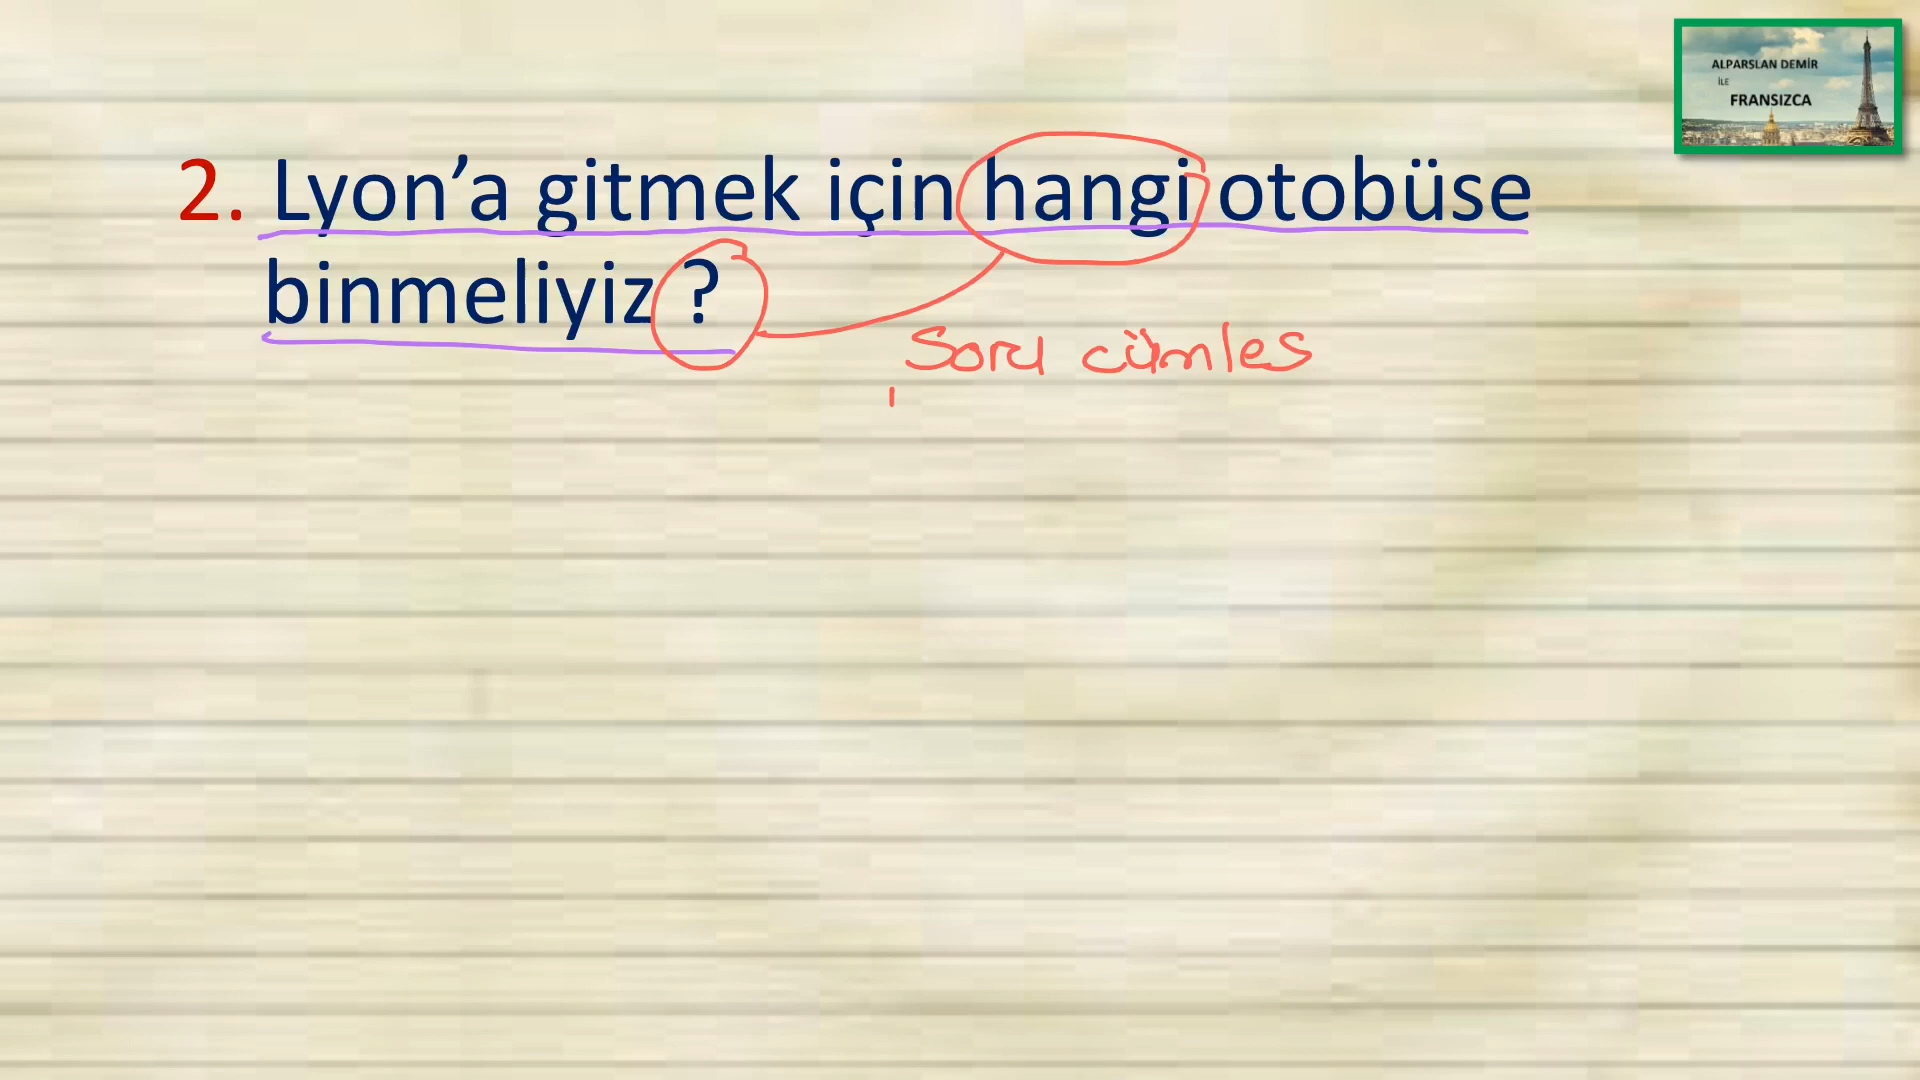 ALPARSLAN DEMİR
İLE
FRANSIZCA
2. Lyon’a gitmek için hangi otobüse
binmeliyiz ?
Soru cümles